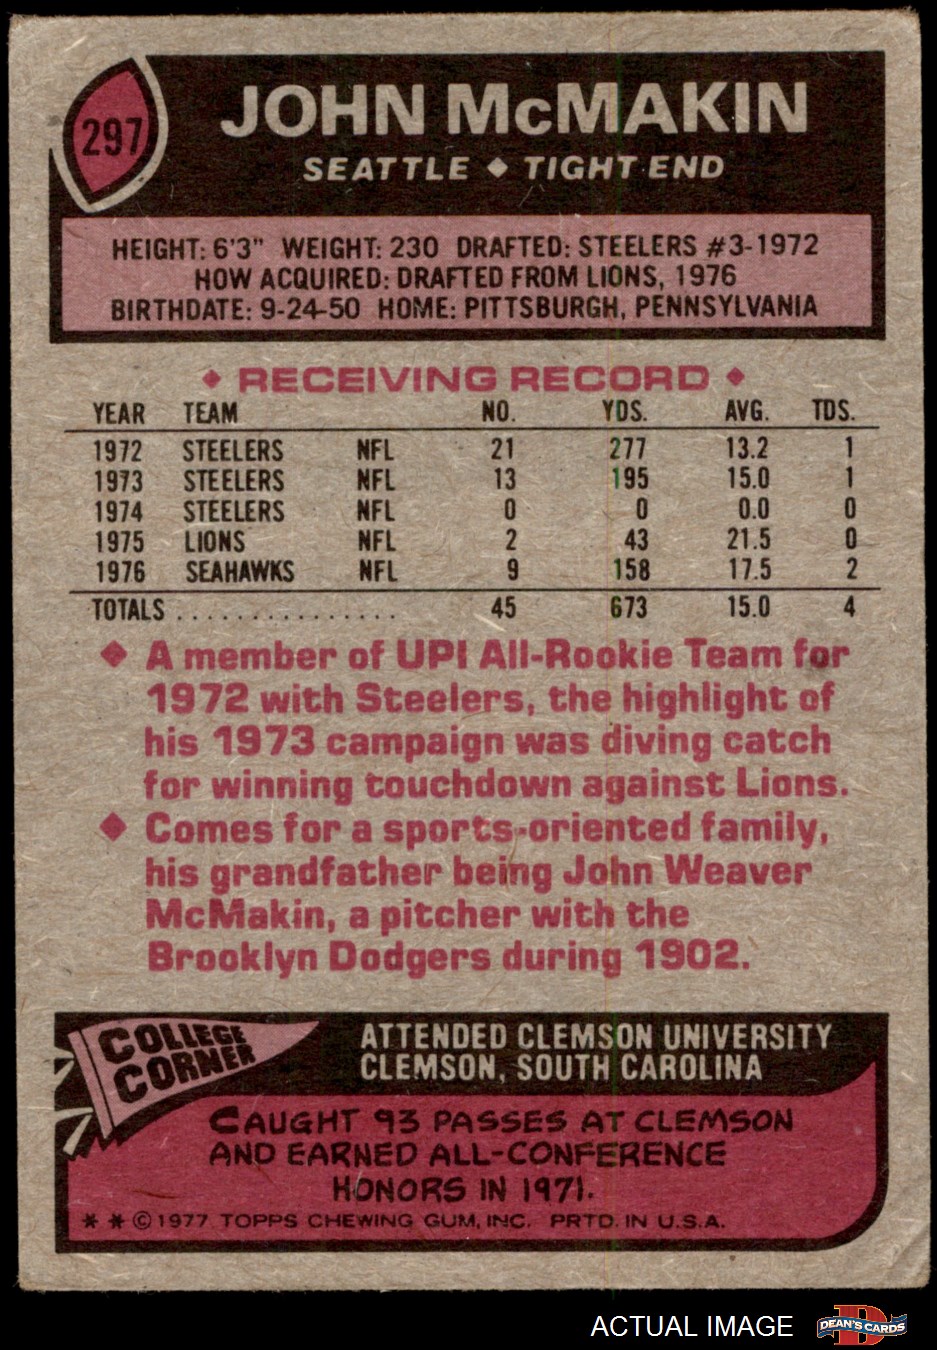 297
JOHN McMAKIN
SEATTLE ◆ TIGHT END
HEIGHT: 6'3" WEIGHT: 230 DRAFTED: STEELERS #3-1972
HOW ACQUIRED: DRAFTED FROM LIONS, 1976
BIRTHDATE: 9-24-50 HOME: PITTSBURGH, PENNSYLVANIA
◆ RECEIVING RECORD ◆
YEAR TEAM NO. YDS. AVG. TDS.
1972 STEELERS NFL 21 277 13.2 1
1973 STEELERS NFL 13 195 15.0 1
1974 STEELERS NFL 0 0 0.0 0
1975 LIONS NFL 2 43 21.5 0
1976 SEAHAWKS NFL 9 158 17.5 2
TOTALS . . . . . . . . . . . . . . . 45 673 15.0 4
◆ A member of UPI All-Rookie Team for
1972 with Steelers, the highlight of
his 1973 campaign was diving catch
for winning touchdown against Lions.
◆ Comes for a sports-oriented family,
his grandfather being John Weaver
McMakin, a pitcher with the
Brooklyn Dodgers during 1902.
COLLEGE
CORNER
ATTENDED CLEMSON UNIVERSITY
CLEMSON, SOUTH CAROLINA
CAUGHT 93 PASSES AT CLEMSON
AND EARNED ALL-CONFERENCE
HONORS IN 1971.
* * © 1977 TOPPS CHEWING GUM, INC. PRTD. IN U.S.A.
ACTUAL IMAGE
D
DEAN'S CARDS